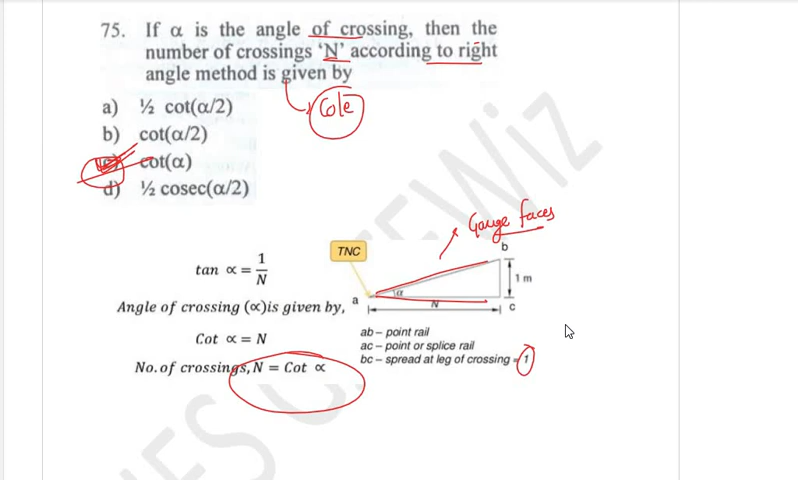 75. If α is the angle of crossing, then the
number of crossings ‘N’ according to right
angle method is given by
Cole
a) ½ cot(α/2)
b) cot(α/2)
cot(α)
d) ½ cosec(α/2)
Gauge faces
TNC
b
tan ∝ = 1/N
1 m
α
a
N
c
Angle of crossing (∝)is given by,
Cot ∝ = N
No. of crossings, N = Cot ∝
ab – point rail
ac – point or splice rail
bc – spread at leg of crossing = 1